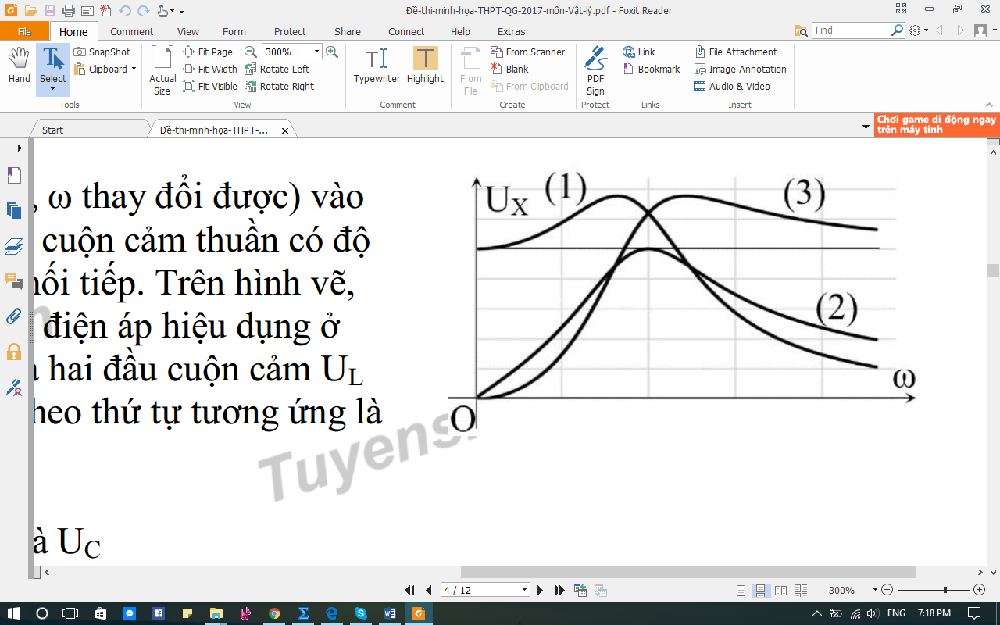 Đề-thi-minh-họa-THPT-QG-2017-môn-Vật-lý.pdf - Foxit Reader
File Home Comment View Form Protect Share Connect Help Extras Find
Hand
Select
SnapShot
Clipboard
Tools
Actual Size
Fit Page
Fit Width
Fit Visible
300%
Rotate Left
Rotate Right
View
Typewriter
Highlight
Comment
From File
From Scanner
Blank
From Clipboard
Create
PDF Sign
Protect
Link
Bookmark
Links
File Attachment
Image Annotation
Audio & Video
Insert
Start
Đề-thi-minh-họa-THPT-...
Chơi game di động ngay
trên máy tính
, ω thay đổi được) vào
cuộn cảm thuần có độ
nối tiếp. Trên hình vẽ,
điện áp hiệu dụng ở
hai đầu cuộn cảm UL
theo thứ tự tương ứng là
à UC
UX
(1)
(3)
(2)
ω
O
Tuyens
4 / 12
300%
ENG 7:18 PM